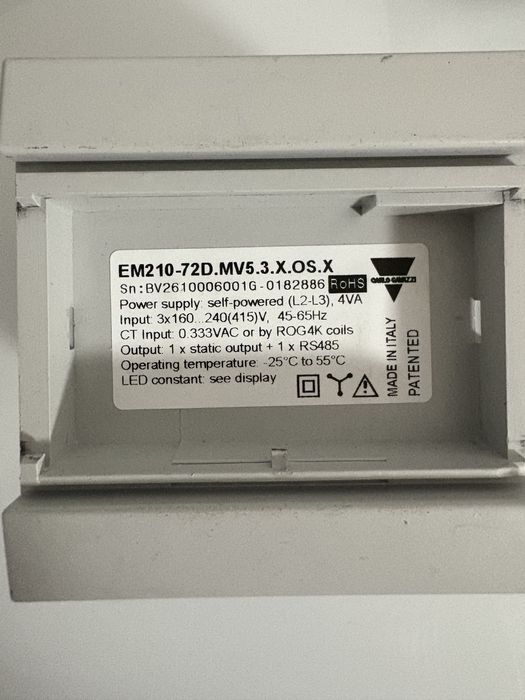 EM210-72D.MV5.3.X.OS.X
Sn: BV2610006001G - 0182886 RoHS
CARLO GAVAZZI
Power supply: self-powered (L2-L3), 4VA
Input: 3x160...240(415)V, 45-65Hz
CT Input: 0.333VAC or by ROG4K coils
Output: 1 x static output + 1 x RS485
Operating temperature: -25°C to 55°C
LED constant: see display
MADE IN ITALY
PATENTED